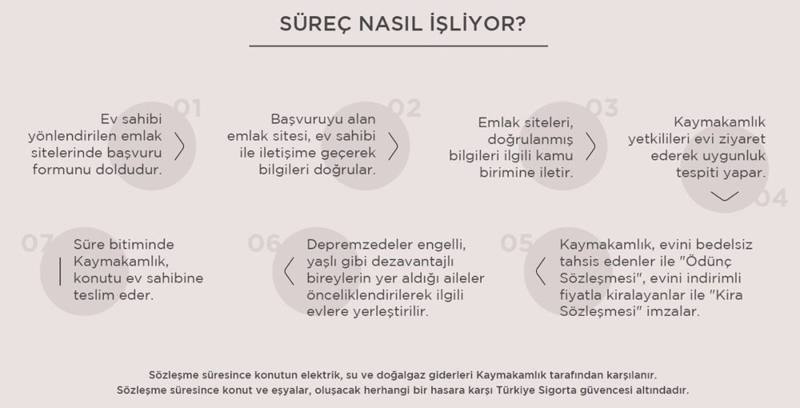 SÜREÇ NASIL İŞLİYOR?
01
Ev sahibi
yönlendirilen emlak
sitelerinde başvuru
formunu doldudur.
02
Başvuruyu alan
emlak sitesi, ev sahibi
ile iletişime geçerek
bilgileri doğrular.
03
Emlak siteleri,
doğrulanmış
bilgileri ilgili kamu
birimine iletir.
Kaymakamlık
yetkilileri evi ziyaret
ederek uygunluk
tespiti yapar.
04
05
Kaymakamlık, evini bedelsiz
tahsis edenler ile "Ödünç
Sözleşmesi", evini indirimli
fiyatla kiralayanlar ile "Kira
Sözleşmesi" imzalar.
06
Depremzedeler engelli,
yaşlı gibi dezavantajlı
bireylerin yer aldığı aileler
önceliklendirilerek ilgili
evlere yerleştirilir.
07
Süre bitiminde
Kaymakamlık,
konutu ev sahibine
teslim eder.
Sözleşme süresince konutun elektrik, su ve doğalgaz giderleri Kaymakamlık tarafından karşılanır.
Sözleşme süresince konut ve eşyalar, oluşacak herhangi bir hasara karşı Türkiye Sigorta güvencesi altındadır.